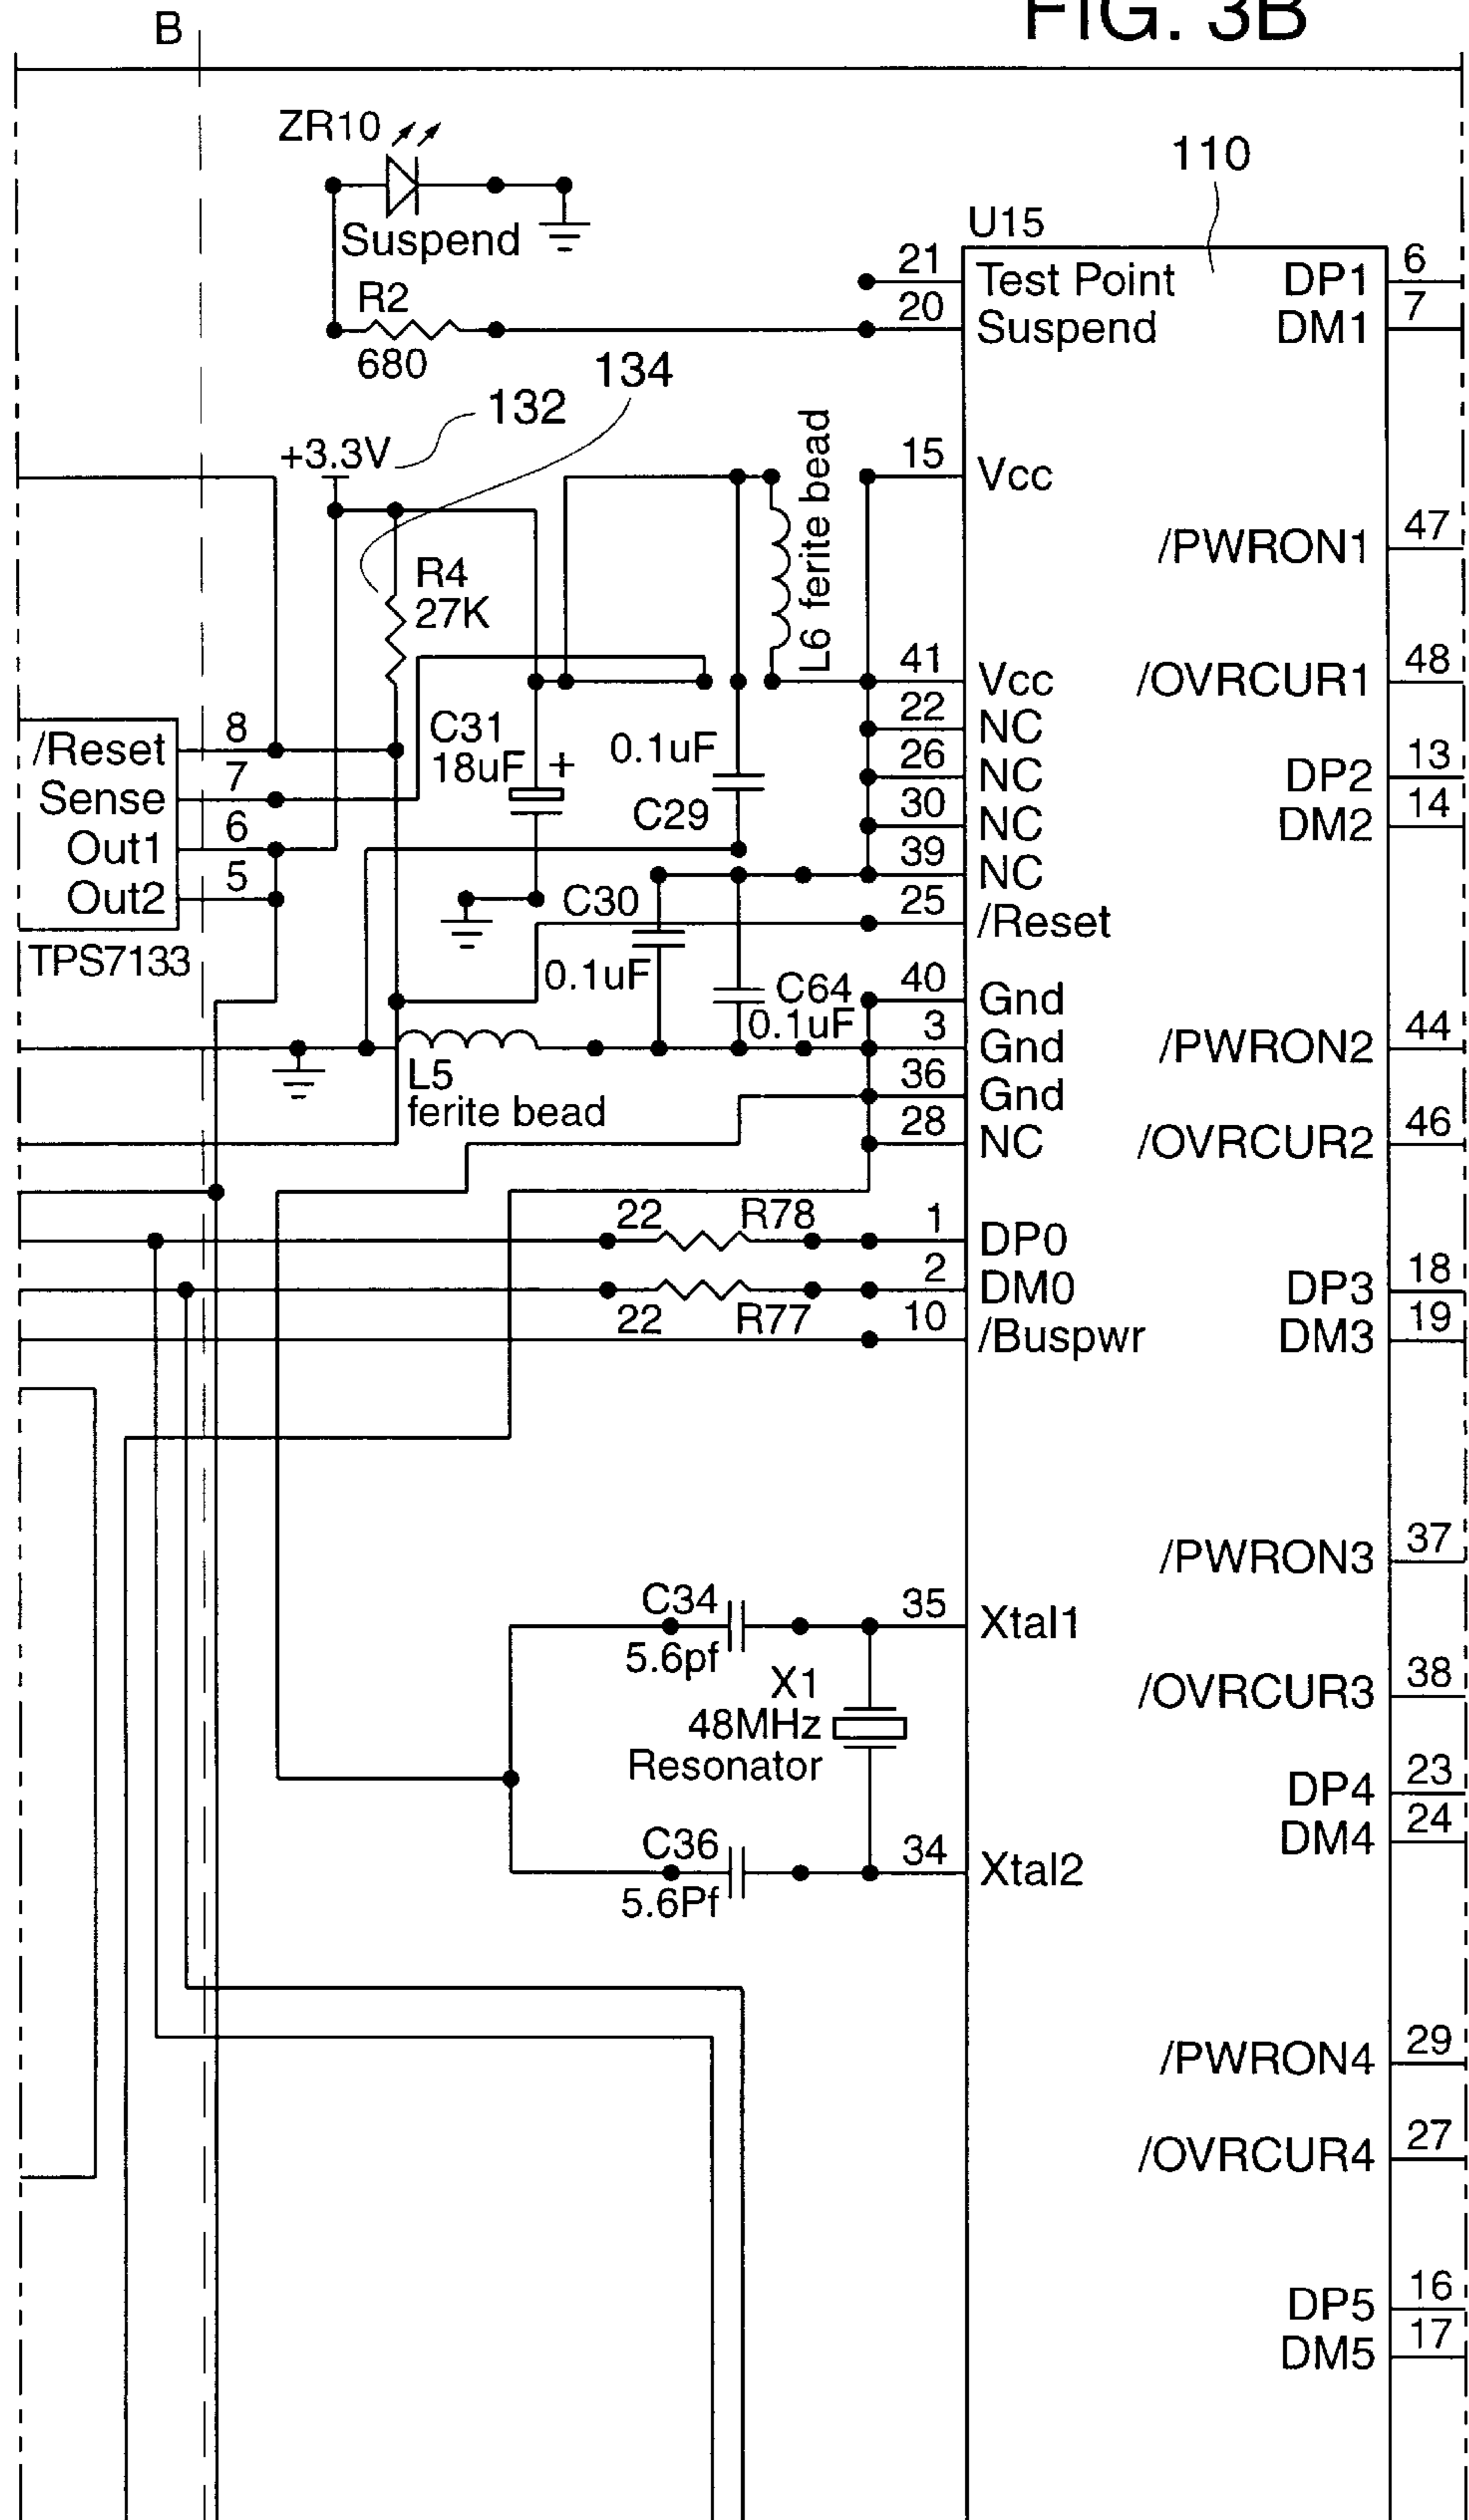 FIG. 3B
B
ZR10
Suspend
R2
680
110
U15
21
Test Point
20
Suspend
DP1
6
DM1
7
134
132
+3.3V
L6 ferite bead
15
Vcc
/PWRON1
47
R4
27K
41
Vcc
/OVRCUR1
48
22
NC
26
NC
30
NC
39
NC
25
/Reset
DP2
13
DM2
14
/Reset
8
Sense
7
Out1
6
Out2
5
TPS7133
C31
18uF +
0.1uF
C29
C30
0.1uF
C64
0.1uF
40
Gnd
3
Gnd
36
Gnd
28
NC
/PWRON2
44
/OVRCUR2
46
L5
ferite bead
22
R78
1
DP0
2
DM0
22
R77
10
/Buspwr
DP3
18
DM3
19
/PWRON3
37
C34
5.6pf
35
Xtal1
X1
48MHz
Resonator
/OVRCUR3
38
DP4
23
DM4
24
C36
5.6Pf
34
Xtal2
/PWRON4
29
/OVRCUR4
27
DP5
16
DM5
17